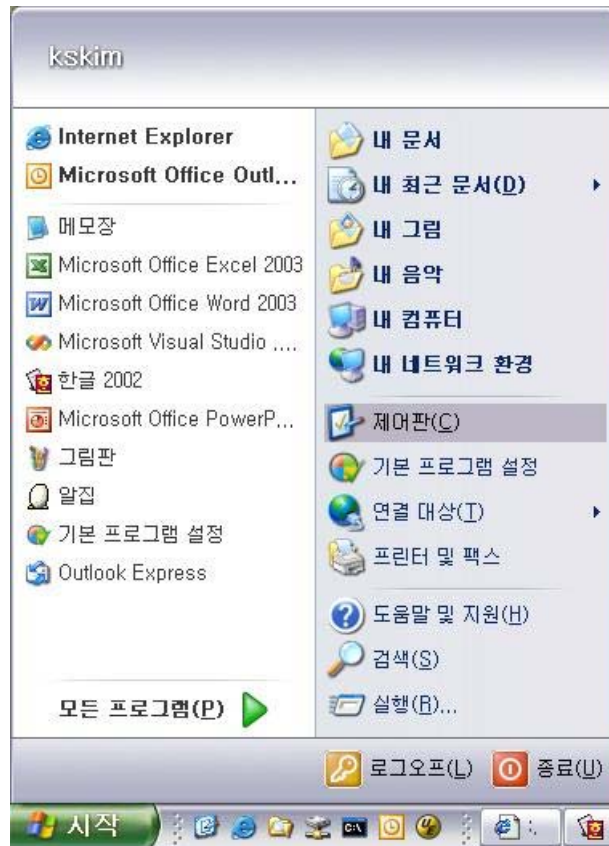 kskim
Internet Explorer
Microsoft Office Outl...
메모장
Microsoft Office Excel 2003
Microsoft Office Word 2003
Microsoft Visual Studio ....
한글 2002
Microsoft Office PowerP...
그림판
알집
기본 프로그램 설정
Outlook Express
모든 프로그램(P)
내 문서
내 최근 문서(D)
내 그림
내 음악
내 컴퓨터
내 네트워크 환경
제어판(C)
기본 프로그램 설정
연결 대상(T)
프린터 및 팩스
도움말 및 지원(H)
검색(S)
실행(R)...
로그오프(L)
종료(U)
시작